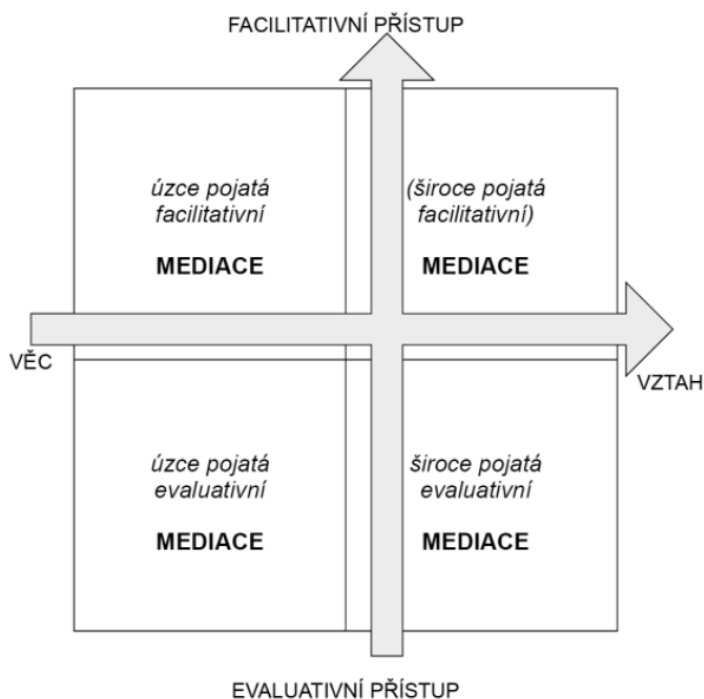 FACILITATIVNÍ PŘÍSTUP
úzce pojatá
facilitativní
MEDIACE
(široce pojatá
facilitativní)
MEDIACE
VĚC
VZTAH
úzce pojatá
evaluativní
MEDIACE
široce pojatá
evaluativní
MEDIACE
EVALUATIVNÍ PŘÍSTUP